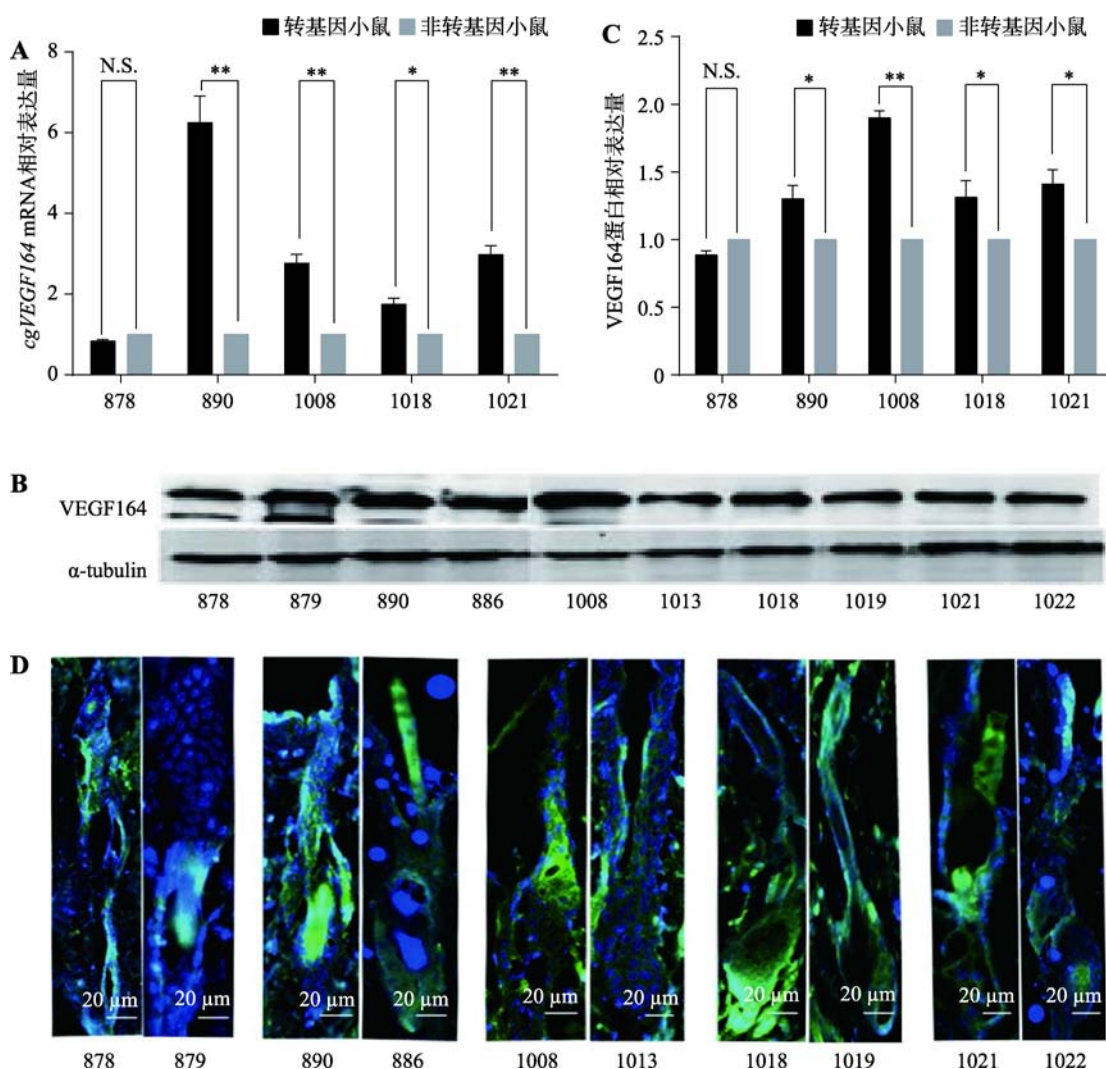 A
转基因小鼠 非转基因小鼠
cgVEGF164 mRNA相对表达量
8
6
4
2
0
N.S. ** ** * **
878 890 1008 1018 1021
C
转基因小鼠 非转基因小鼠
VEGF164蛋白相对表达量
2.5
2.0
1.5
1.0
0.5
0
N.S. * ** * *
878 890 1008 1018 1021
B
VEGF164
α-tubulin
878 879 890 886 1008 1013 1018 1019 1021 1022
D
20 µm 20 µm 20 µm 20 µm 20 µm 20 µm 20 µm 20 µm 20 µm 20 µm
878 879 890 886 1008 1013 1018 1019 1021 1022